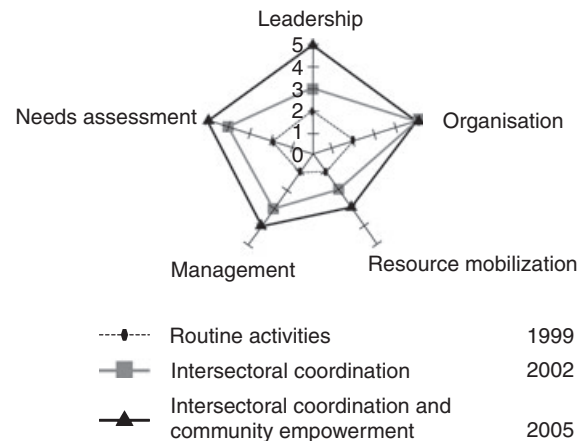 Leadership
5
4
3
2
1
0
Needs assessment
Organisation
Management
Resource mobilization
Routine activities 1999
Intersectoral coordination 2002
Intersectoral coordination and
community empowerment 2005